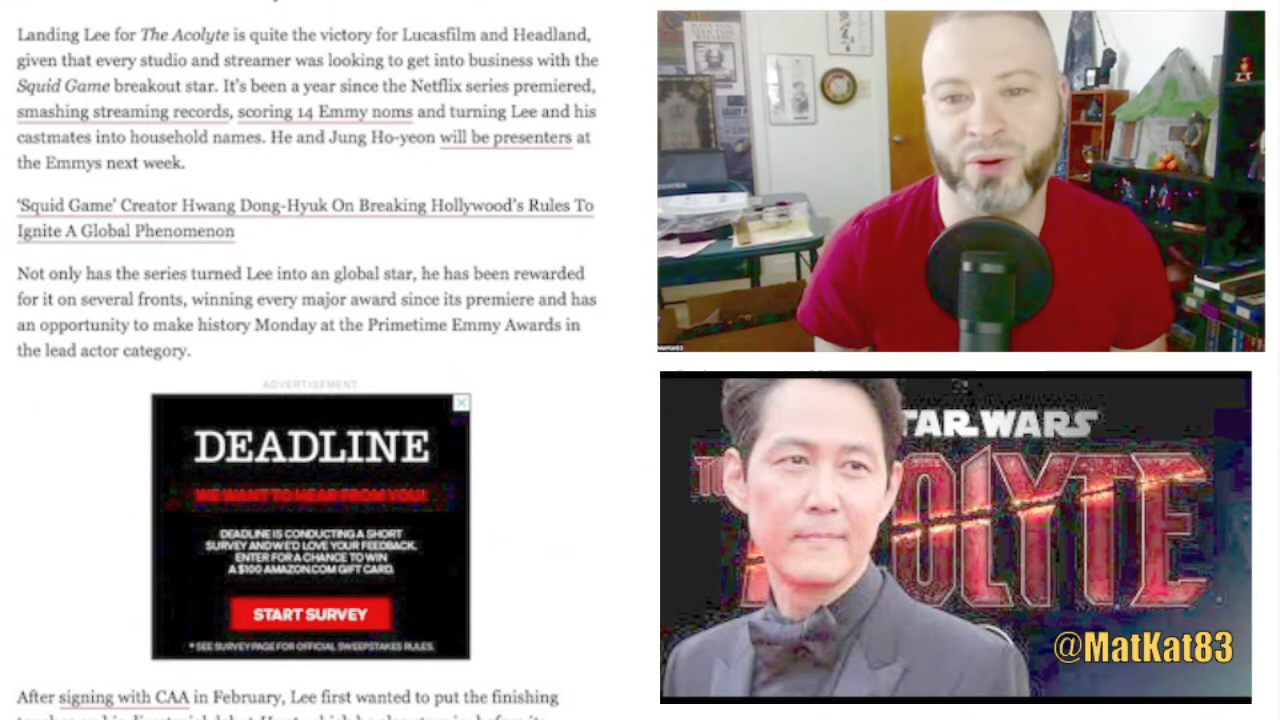 Landing Lee for The Acolyte is quite the victory for Lucasfilm and Headland,
given that every studio and streamer was looking to get into business with the
Squid Game breakout star. It's been a year since the Netflix series premiered,
smashing streaming records, scoring 14 Emmy noms and turning Lee and his
castmates into household names. He and Jung Ho-yeon will be presenters at
the Emmys next week.
'Squid Game' Creator Hwang Dong-Hyuk On Breaking Hollywood's Rules To
Ignite A Global Phenomenon
Not only has the series turned Lee into an global star, he has been rewarded
for it on several fronts, winning every major award since its premiere and has
an opportunity to make history Monday at the Primetime Emmy Awards in
the lead actor category.
ADVERTISEMENT
DEADLINE
WE WANT TO HEAR FROM YOU!
DEADLINE IS CONDUCTING A SHORT
SURVEY AND WE'D LOVE YOUR FEEDBACK.
ENTER FOR A CHANCE TO WIN
A $100 AMAZON.COM GIFT CARD.
START SURVEY
* SEE SURVEY PAGE FOR OFFICIAL SWEEPSTAKES RULES.
After signing with CAA in February, Lee first wanted to put the finishing
TAR WARS
OLYTE
@MatKat83